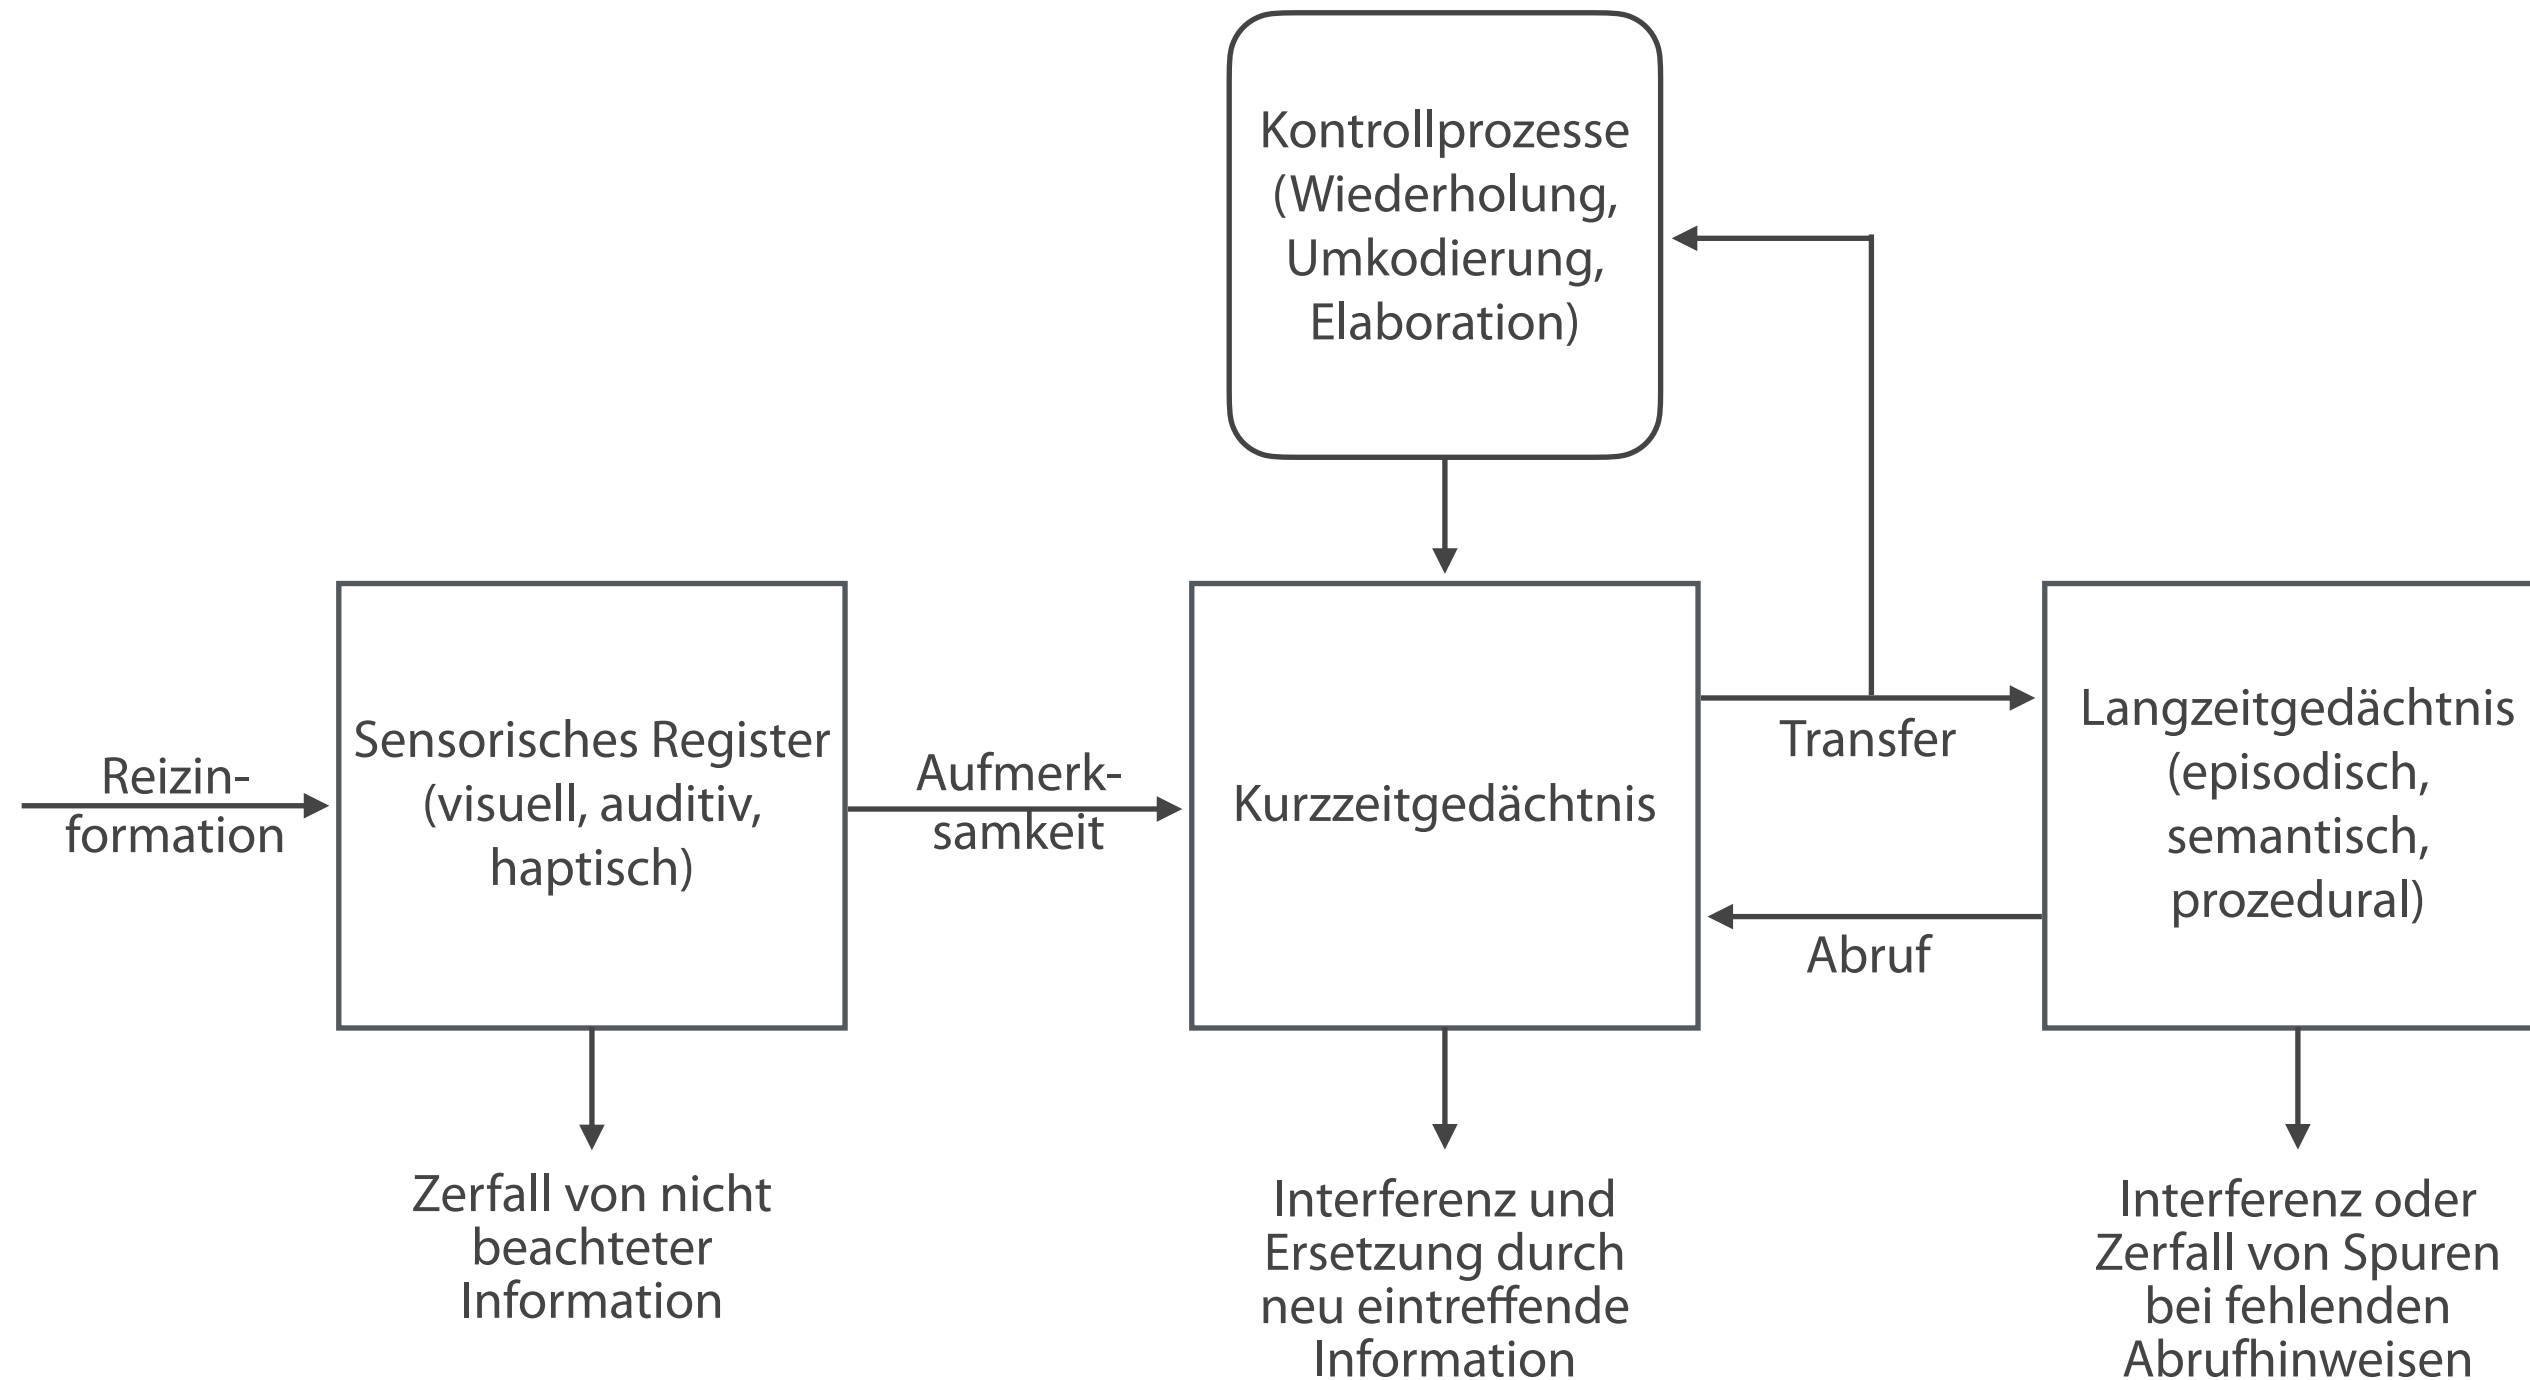 Kontrollprozesse
(Wiederholung,
Umkodierung,
Elaboration)
Reizin-
formation
Sensorisches Register
(visuell, auditiv,
haptisch)
Aufmerk-
samkeit
Kurzzeitgedächtnis
Transfer
Abruf
Langzeitgedächtnis
(episodisch,
semantisch,
prozedural)
Zerfall von nicht
beachteter
Information
Interferenz und
Ersetzung durch
neu eintreffende
Information
Interferenz oder
Zerfall von Spuren
bei fehlenden
Abrufhinweisen